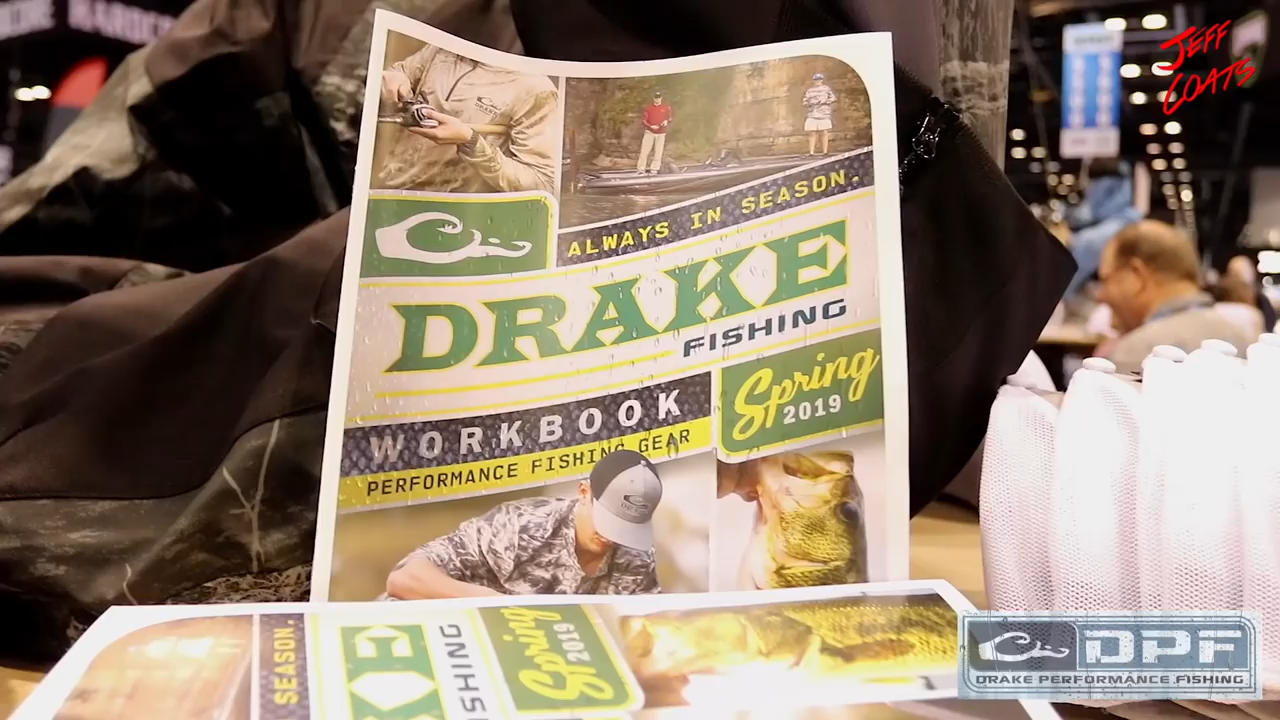 JEFF
COATS
ALWAYS IN SEASON.
DRAKE
FISHING
WORKBOOK
PERFORMANCE FISHING GEAR
Spring
2019
SEASON.
KE
SHING
Spring
2019
DPF
DRAKE PERFORMANCE FISHING